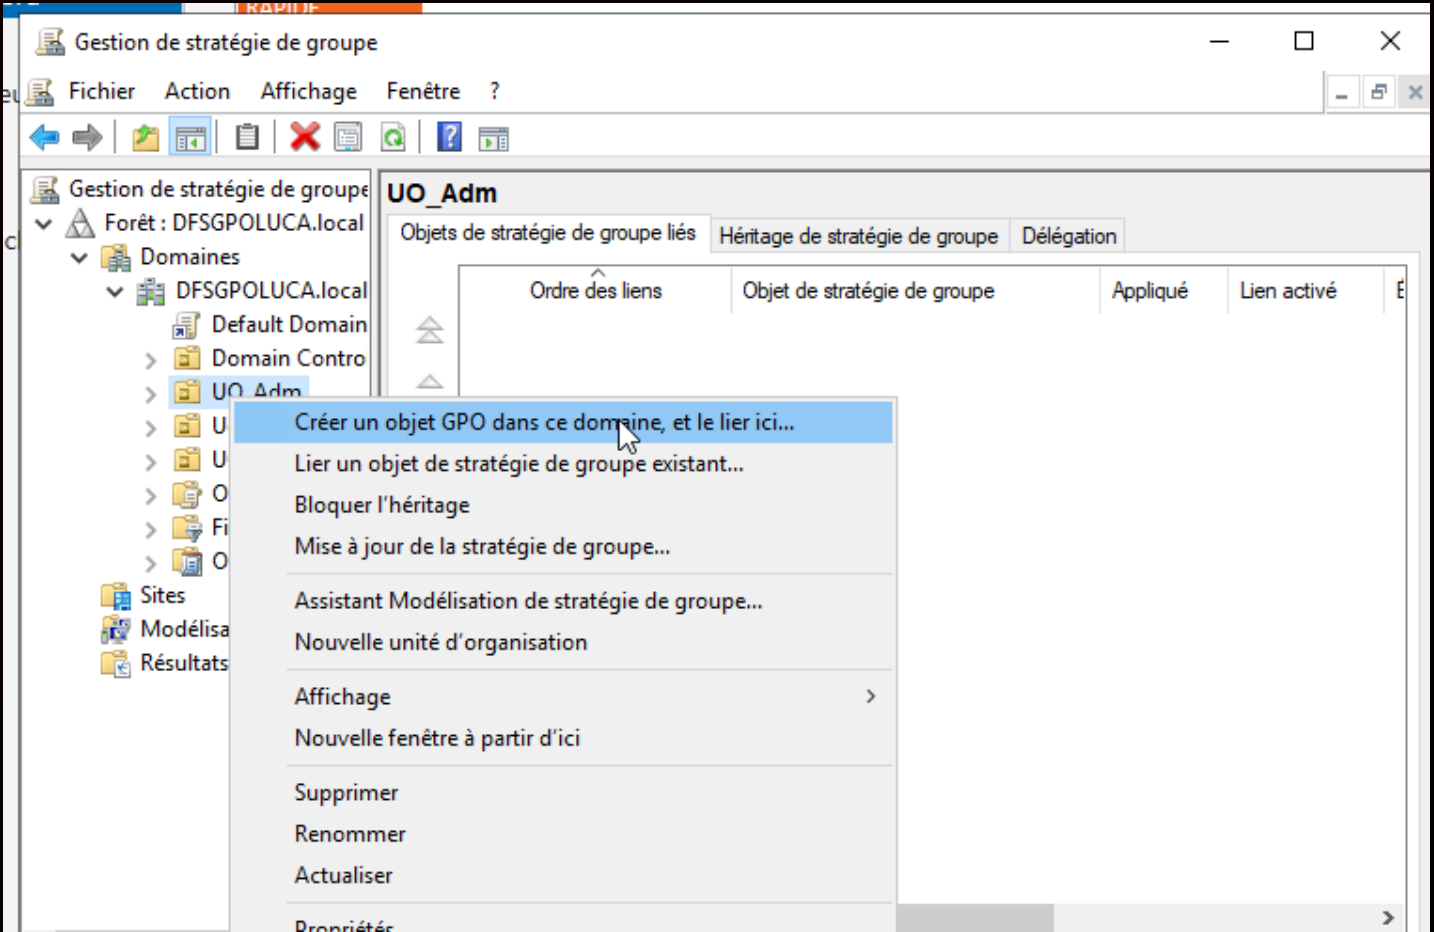 RAPIDE
Gestion de stratégie de groupe
Fichier Action Affichage Fenêtre ?
Gestion de stratégie de groupe
Forêt : DFSGPOLUCA.local
Domaines
DFSGPOLUCA.local
Default Domain
Domain Contro
UO_Adm
U
U
O
Fi
O
Sites
Modélisa
Résultats
UO_Adm
Objets de stratégie de groupe liés Héritage de stratégie de groupe Délégation
Ordre des liens Objet de stratégie de groupe Appliqué Lien activé É
Créer un objet GPO dans ce domaine, et le lier ici...
Lier un objet de stratégie de groupe existant...
Bloquer l'héritage
Mise à jour de la stratégie de groupe...
Assistant Modélisation de stratégie de groupe...
Nouvelle unité d'organisation
Affichage
Nouvelle fenêtre à partir d'ici
Supprimer
Renommer
Actualiser
Propriétés